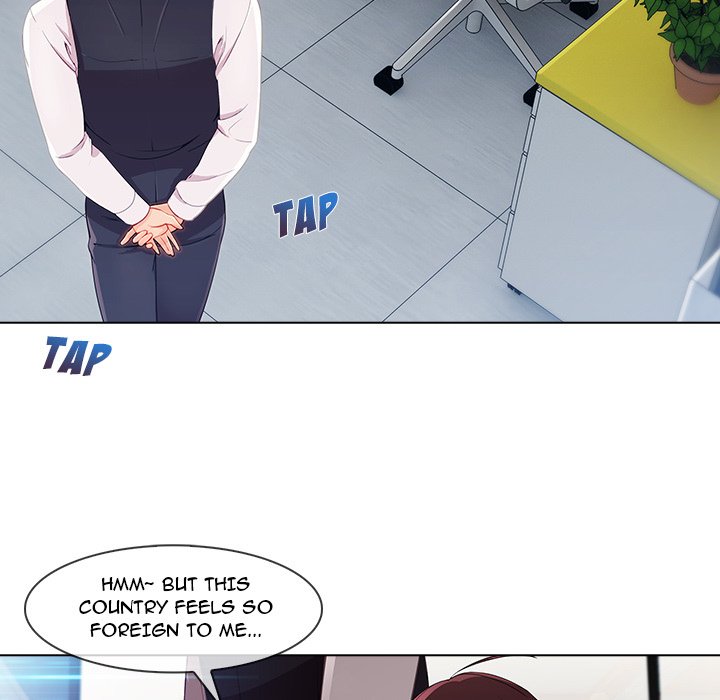 TAP
TAP
HMM~ BUT THIS
COUNTRY FEELS SO
FOREIGN TO ME...